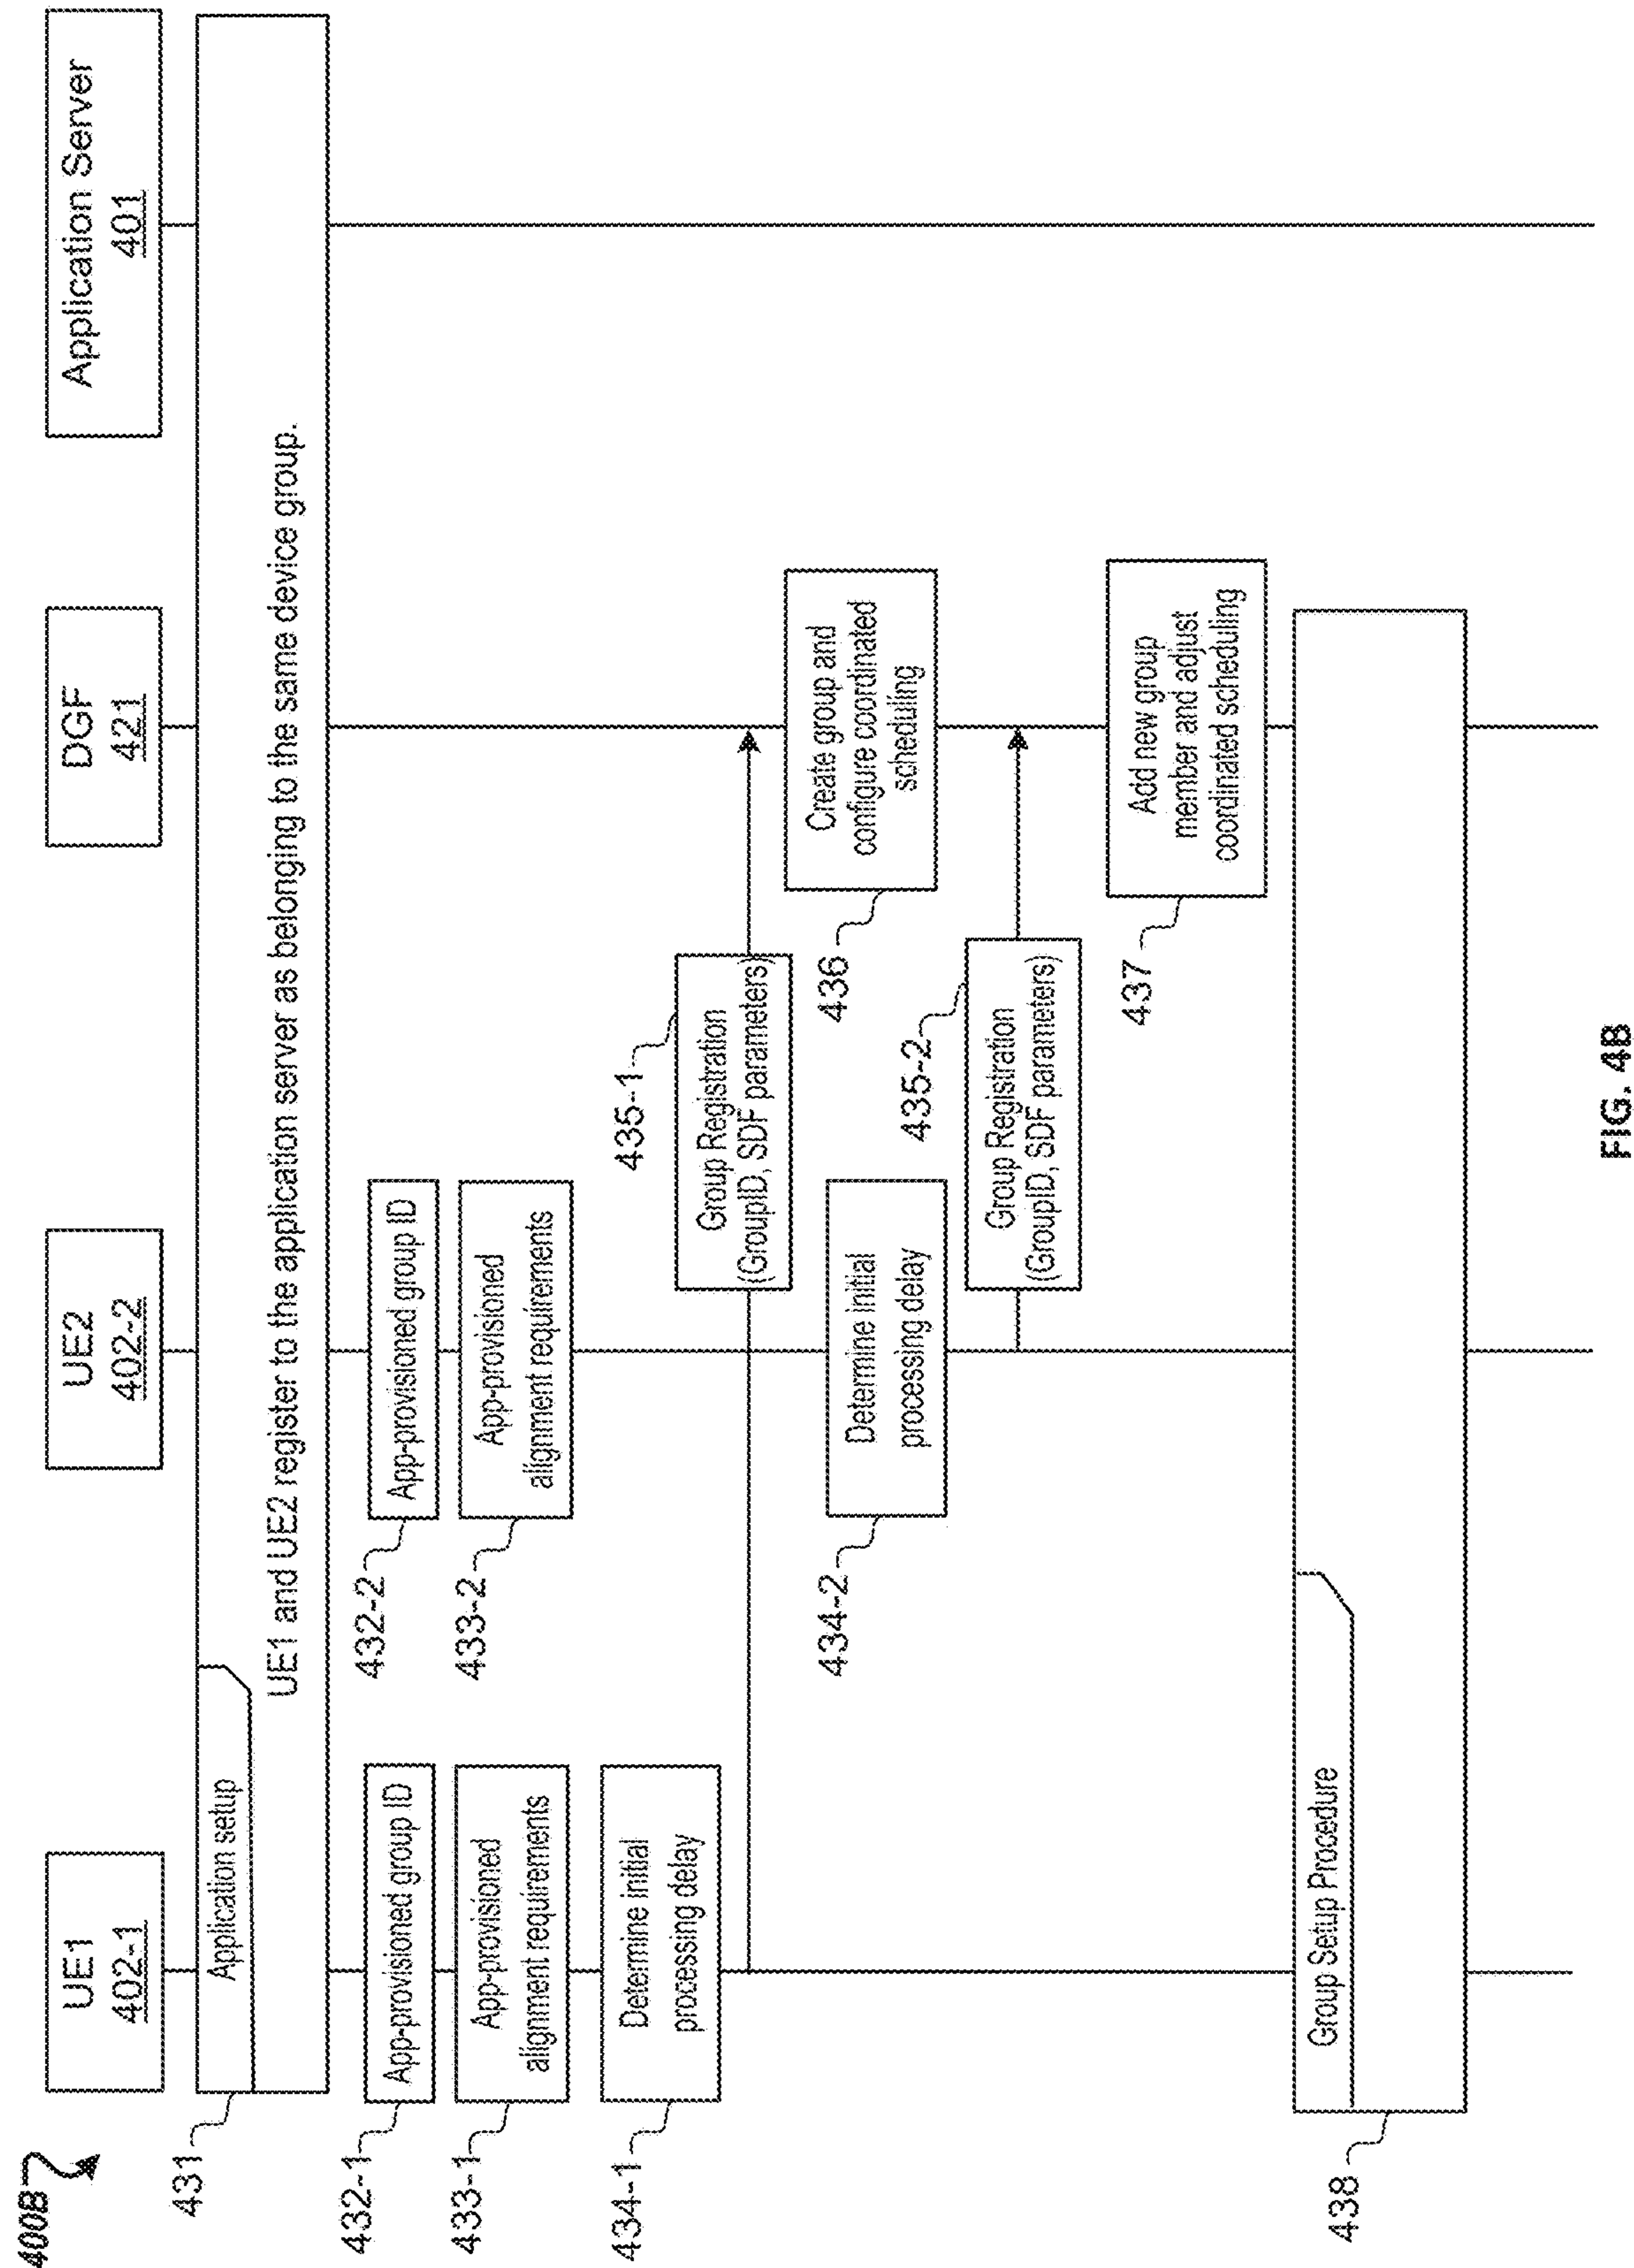 400B
UE1
402-1
UE2
402-2
DGF
421
Application Server
401
431
Application setup
UE1 and UE2 register to the application server as belonging to the same device group.
432-1
App-provisioned group ID
432-2
App-provisioned group ID
433-1
App-provisioned
alignment requirements
433-2
App-provisioned
alignment requirements
434-1
Determine initial
processing delay
435-1
Group Registration
(GroupID, SDF parameters)
436
Create group and
configure coordinated
scheduling
434-2
Determine initial
processing delay
435-2
Group Registration
(GroupID, SDF parameters)
437
Add new group
member and adjust
coordinated scheduling
438
Group Setup Procedure
FIG. 4B